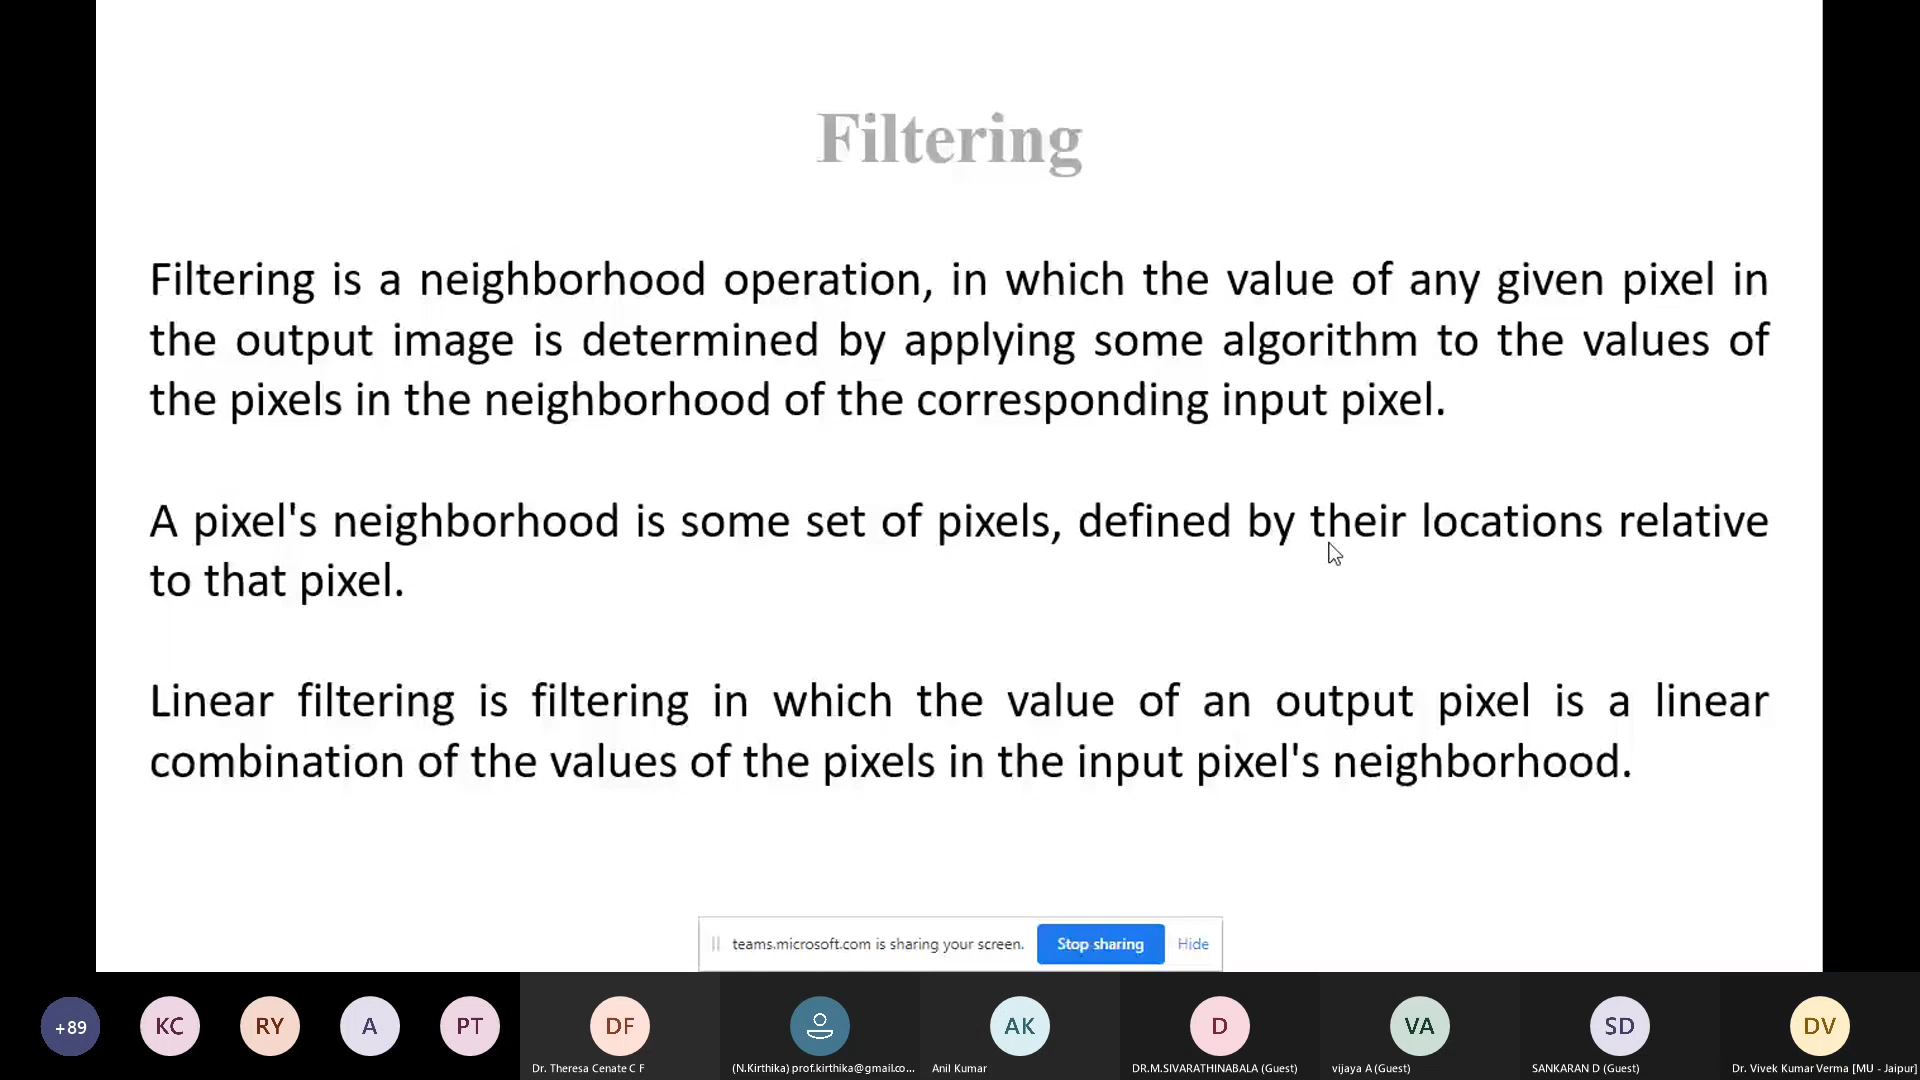 Filtering
Filtering is a neighborhood operation, in which the value of any given pixel in
the output image is determined by applying some algorithm to the values of
the pixels in the neighborhood of the corresponding input pixel.
A pixel's neighborhood is some set of pixels, defined by their locations relative
to that pixel.
Linear filtering is filtering in which the value of an output pixel is a linear
combination of the values of the pixels in the input pixel's neighborhood.
teams.microsoft.com is sharing your screen. Stop sharing Hide
+89 KC RY A PT DF AK D VA SD DV
Dr. Theresa Cenate C F (N.Kirthika) prof.kirthika@gmail.co... Anil Kumar DR.M.SIVARATHINABALA (Guest) vijaya A (Guest) SANKARAN D (Guest) Dr. Vivek Kumar Verma [MU - Jaipur]